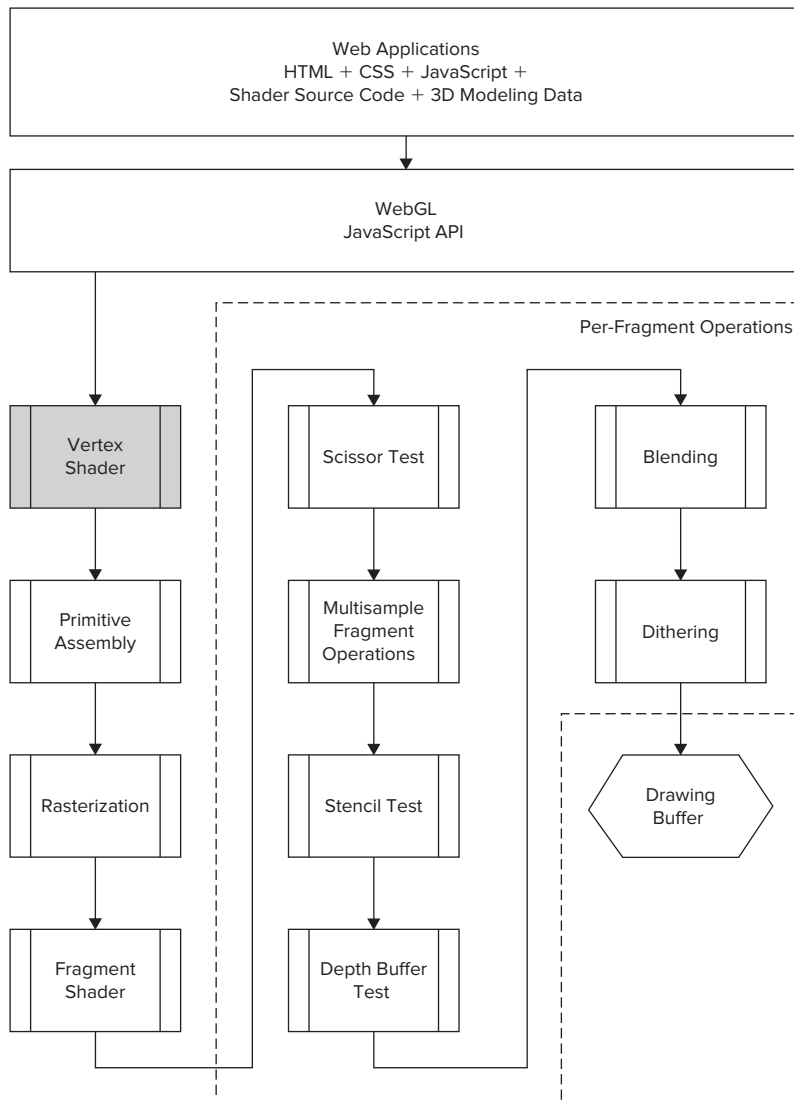 Web Applications
HTML + CSS + JavaScript +
Shader Source Code + 3D Modeling Data
WebGL
JavaScript API
Per-Fragment Operations
Vertex
Shader
Primitive
Assembly
Rasterization
Fragment
Shader
Scissor Test
Multisample
Fragment
Operations
Stencil Test
Depth Buffer
Test
Blending
Dithering
Drawing
Buffer